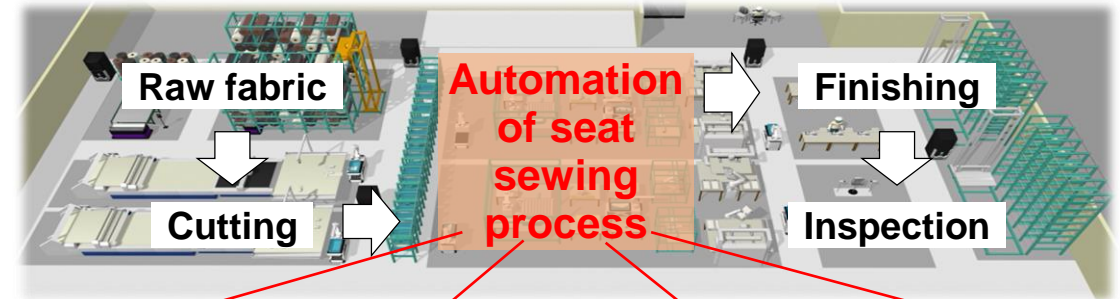 Raw fabric
Cutting
Automation
of seat
sewing
process
Finishing
Inspection